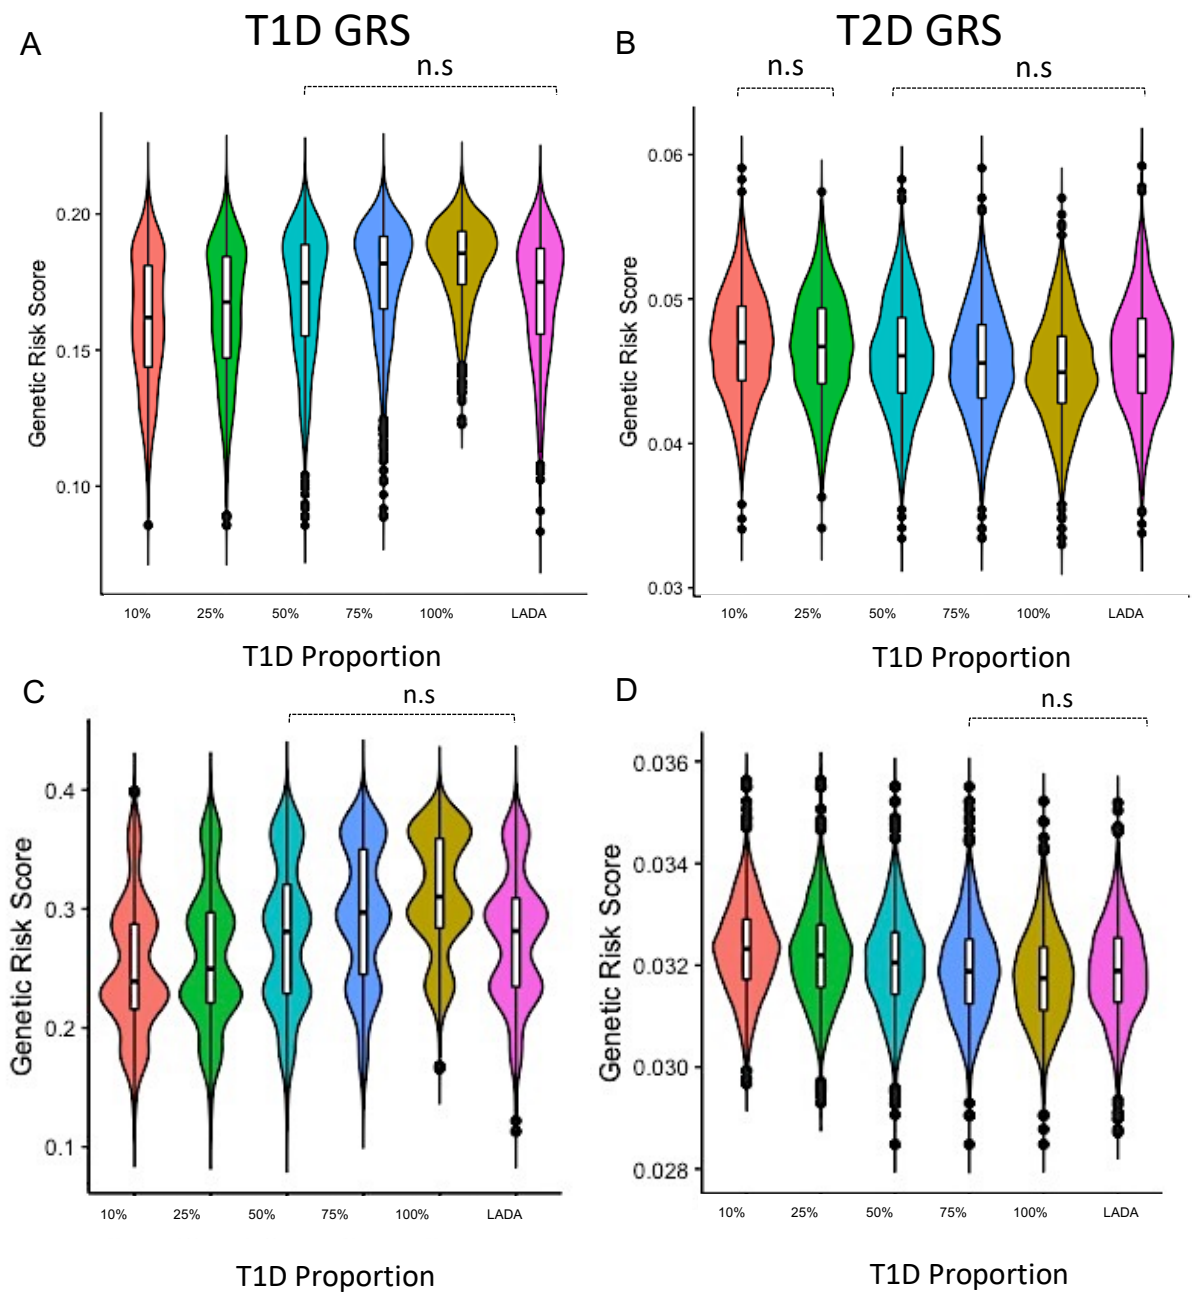 A
T1D GRS
n.s
Genetic Risk Score
0.20
0.15
0.10
10% 25% 50% 75% 100% LADA
T1D Proportion
B
T2D GRS
n.s n.s
Genetic Risk Score
0.06
0.05
0.04
0.03
10% 25% 50% 75% 100% LADA
T1D Proportion
C
n.s
Genetic Risk Score
0.4
0.3
0.2
0.1
10% 25% 50% 75% 100% LADA
T1D Proportion
D
n.s
Genetic Risk Score
0.036
0.034
0.032
0.030
0.028
10% 25% 50% 75% 100% LADA
T1D Proportion